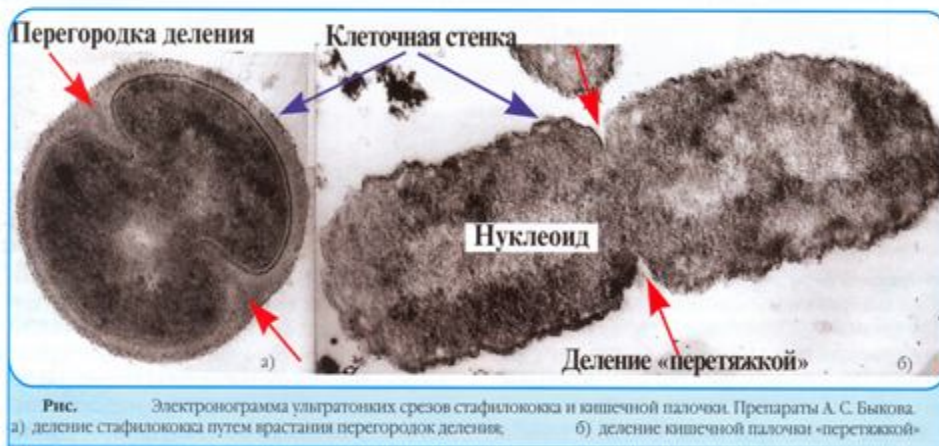 Перегородка деления
Клеточная стенка
Нуклеоид
а)
Деление «перетяжкой»
б)
Рис. Электронограмма ультратонких срезов стафилококка и кишечной палочки. Препараты А. С. Быкова.
а) деление стафилококка путем врастания перегородок деления; б) деление кишечной палочки «перетяжкой»